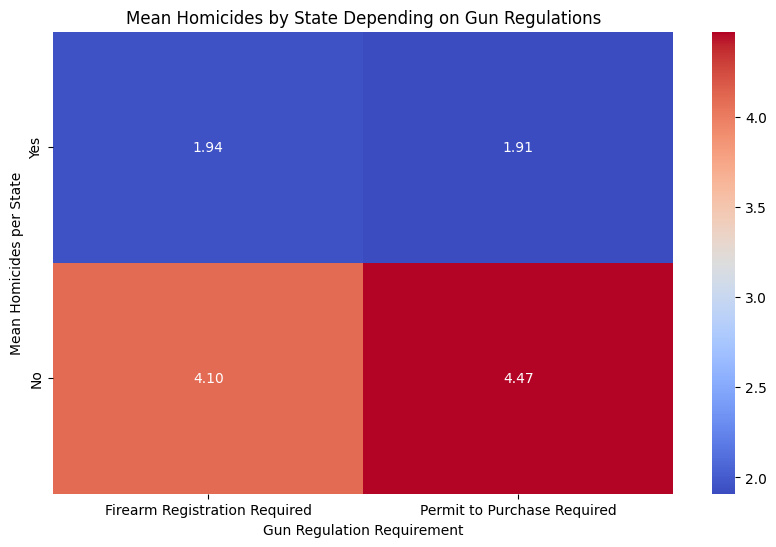 Mean Homicides by State Depending on Gun Regulations
Mean Homicides per State
Yes
No
1.94
1.91
4.10
4.47
Firearm Registration Required
Permit to Purchase Required
Gun Regulation Requirement
4.0
3.5
3.0
2.5
2.0